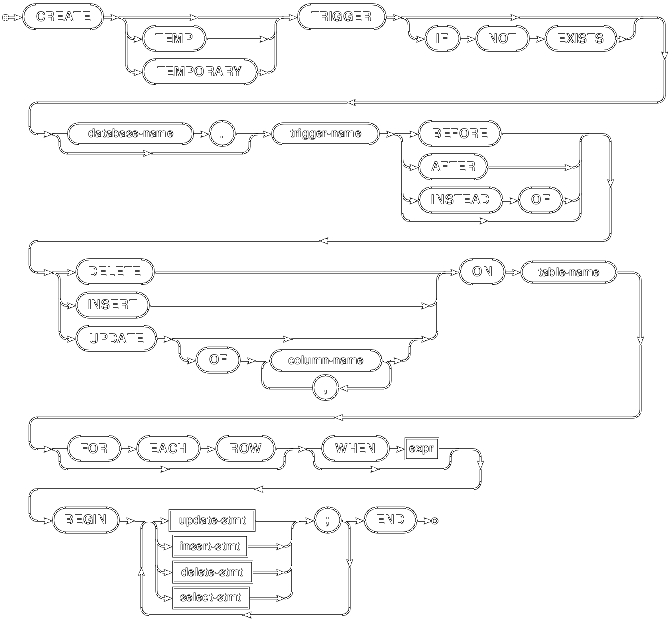 CREATE TRIGGER
TEMP IF NOT EXISTS
TEMPORARY
database-name . trigger-name BEFORE
AFTER
INSTEAD OF
DELETE ON table-name
INSERT
UPDATE
OF column-name
,
FOR EACH ROW WHEN expr
BEGIN update-stmt ; END
insert-stmt
delete-stmt
select-stmt